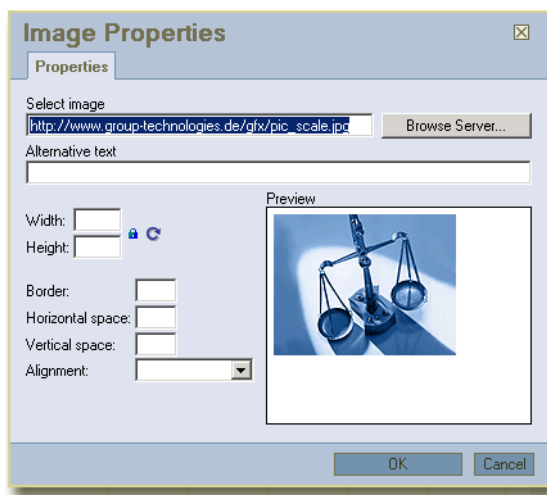 Image Properties
Properties
Select image
http://www.group-technologies.de/gfx/pic_scale.jpg
Browse Server...
Alternative text
Width:
Height:
Preview
Border:
Horizontal space:
Vertical space:
Alignment:
OK
Cancel